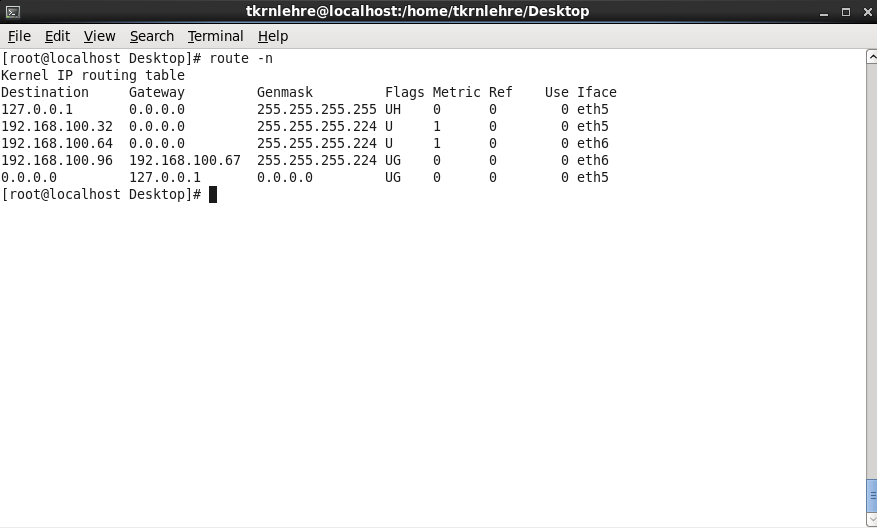 tkrnlehre@localhost:/home/tkrnlehre/Desktop
File Edit View Search Terminal Help
[root@localhost Desktop]# route -n
Kernel IP routing table
Destination     Gateway         Genmask         Flags Metric Ref    Use Iface
127.0.0.1       0.0.0.0         255.255.255.255 UH    0      0        0 eth5
192.168.100.32  0.0.0.0         255.255.255.224 U     1      0        0 eth5
192.168.100.64  0.0.0.0         255.255.255.224 U     1      0        0 eth6
192.168.100.96  192.168.100.67  255.255.255.224 UG    0      0        0 eth6
0.0.0.0         127.0.0.1       0.0.0.0         UG    0      0        0 eth5
[root@localhost Desktop]#